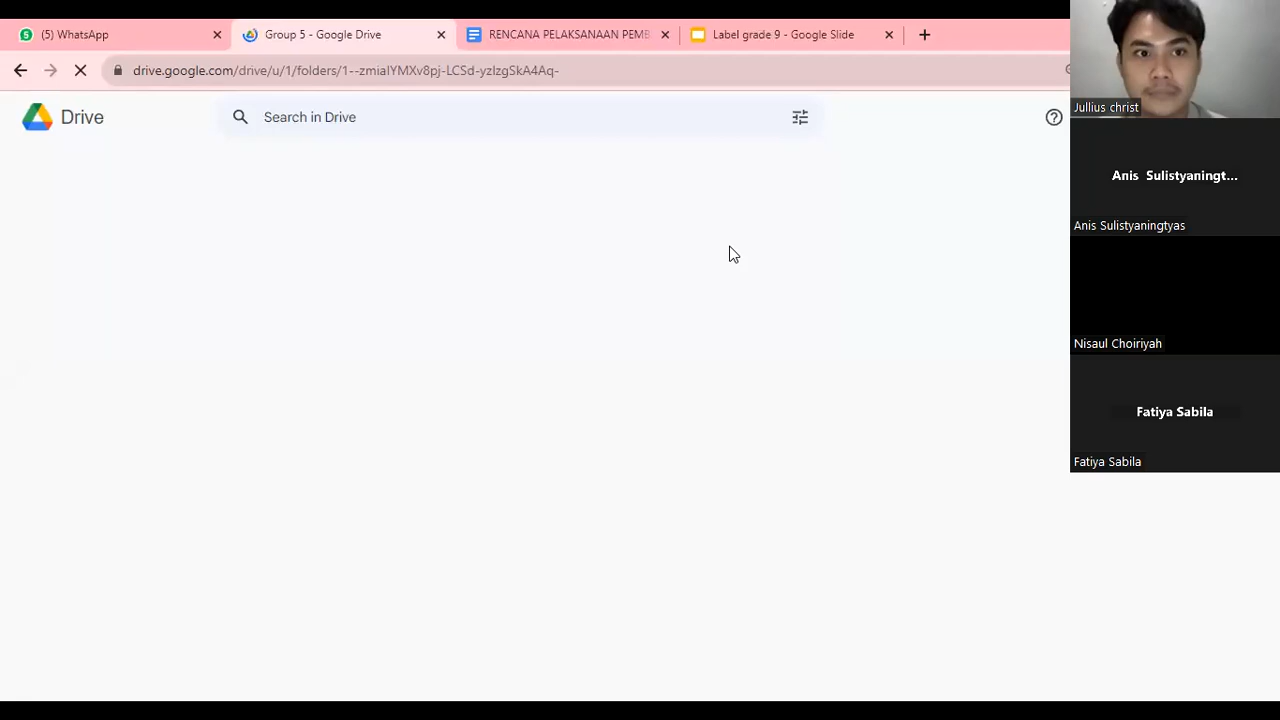 (5) WhatsApp
Group 5 - Google Drive
RENCANA PELAKSANAAN PEMB
Label grade 9 - Google Slide
drive.google.com/drive/u/1/folders/1--zmiaIYMXv8pj-LCSd-yzIzgSkA4Aq-
Drive
Search in Drive
Jullius christ
Anis Sulistyaningt...
Anis Sulistyaningtyas
Nisaul Choiriyah
Fatiya Sabila
Fatiya Sabila